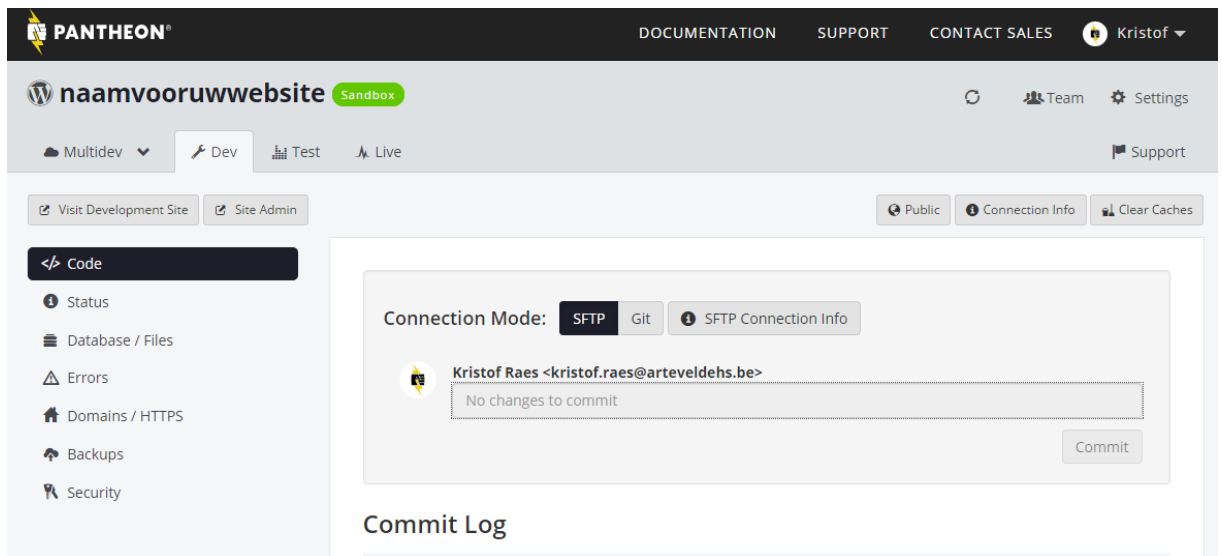 PANTHEON® DOCUMENTATION SUPPORT CONTACT SALES Kristof
naamvooruwwebsite Sandbox Team Settings
Multidev Dev Test Live Support
Visit Development Site Site Admin Public Connection Info Clear Caches
</> Code
Status
Database / Files
Errors
Domains / HTTPS
Backups
Security
Connection Mode: SFTP Git SFTP Connection Info
Kristof Raes <kristof.raes@arteveldehs.be>
No changes to commit
Commit
Commit Log